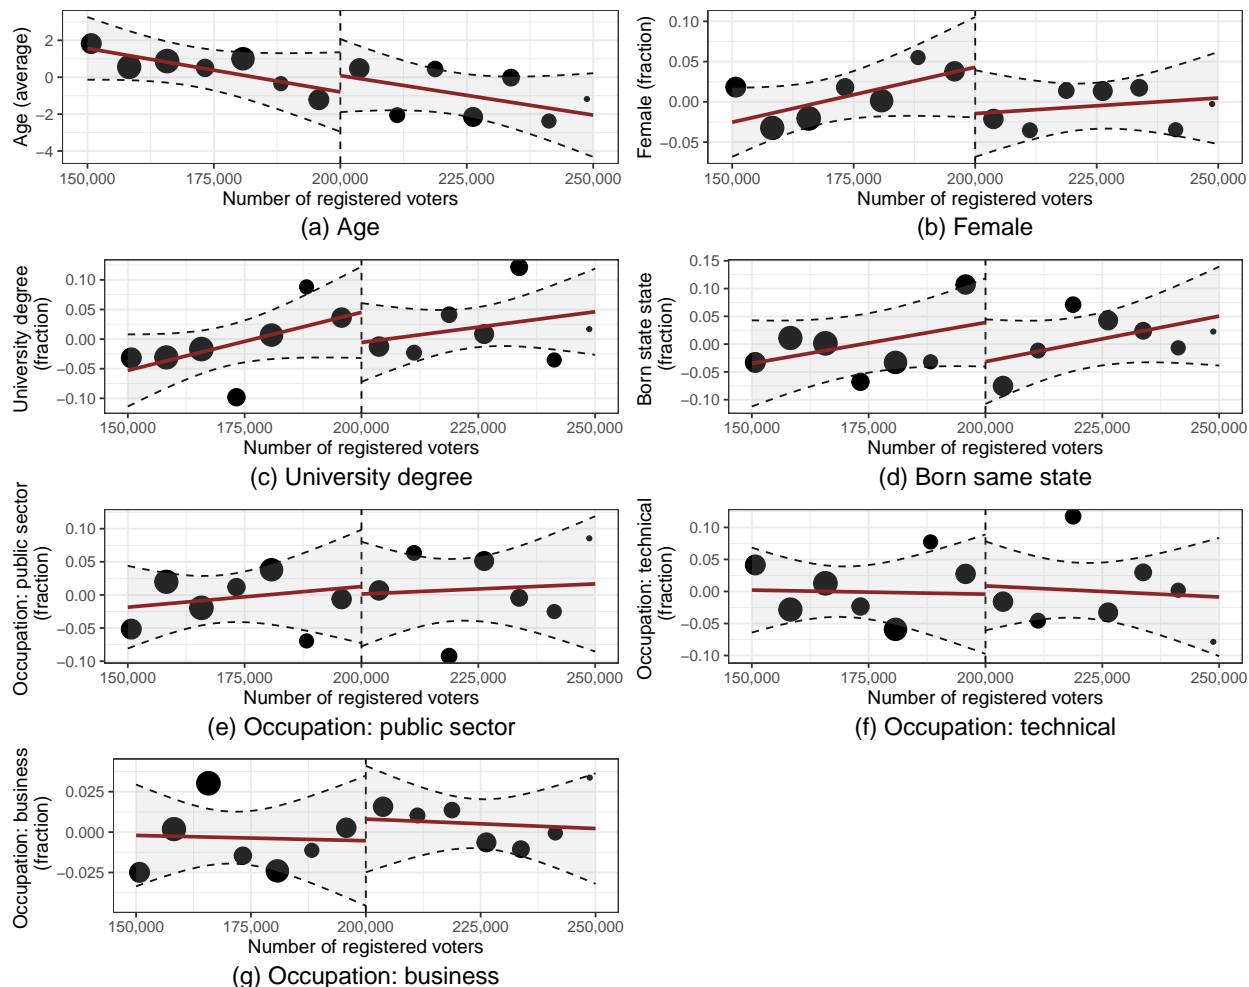 Age (average)
2
0
−2
−4
150,000 175,000 200,000 225,000 250,000
Number of registered voters
(a) Age
Female (fraction)
0.10
0.05
0.00
−0.05
150,000 175,000 200,000 225,000 250,000
Number of registered voters
(b) Female
University degree
(fraction)
0.10
0.05
0.00
−0.05
−0.10
150,000 175,000 200,000 225,000 250,000
Number of registered voters
(c) University degree
Born same state
(fraction)
0.15
0.10
0.05
0.00
−0.05
−0.10
150,000 175,000 200,000 225,000 250,000
Number of registered voters
(d) Born same state
Occupation: public sector
(fraction)
0.10
0.05
0.00
−0.05
−0.10
150,000 175,000 200,000 225,000 250,000
Number of registered voters
(e) Occupation: public sector
Occupation: technical
(fraction)
0.10
0.05
0.00
−0.05
−0.10
150,000 175,000 200,000 225,000 250,000
Number of registered voters
(f) Occupation: technical
Occupation: business
(fraction)
0.025
0.000
−0.025
150,000 175,000 200,000 225,000 250,000
Number of registered voters
(g) Occupation: business